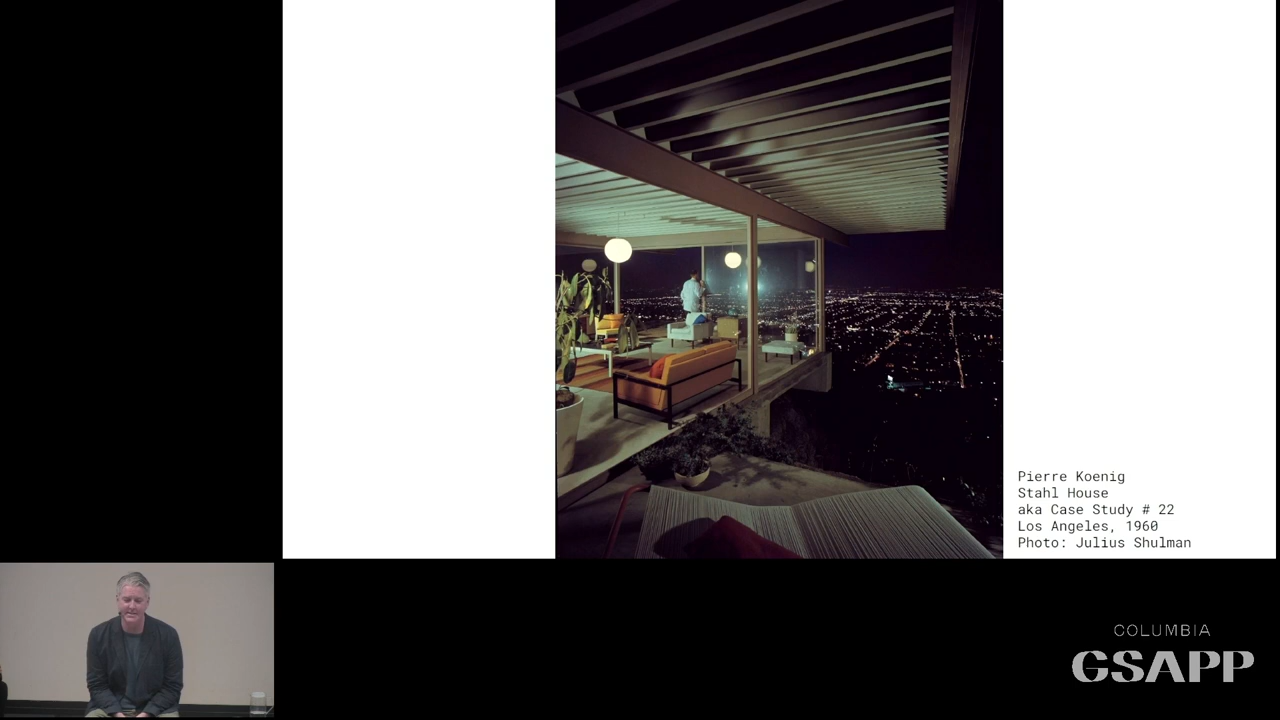 Pierre Koenig
Stahl House
aka Case Study # 22
Los Angeles, 1960
Photo: Julius Shulman
COLUMBIA
GSAPP